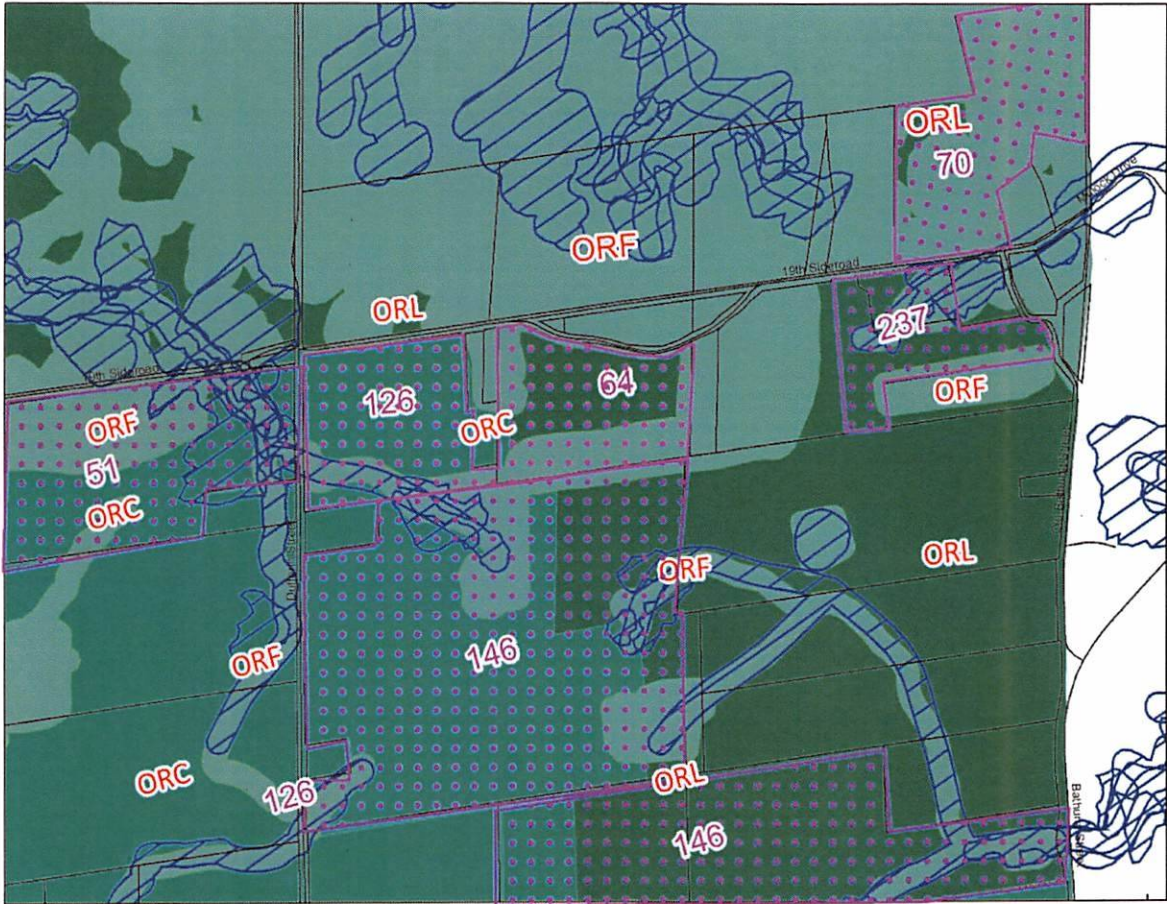 ORL
70
ORF
19th Sideroad
237
ORL
64
126
ORF
ORC
ORF
51
ORC
ORF
ORL
146
ORF
ORC
ORL
126
146